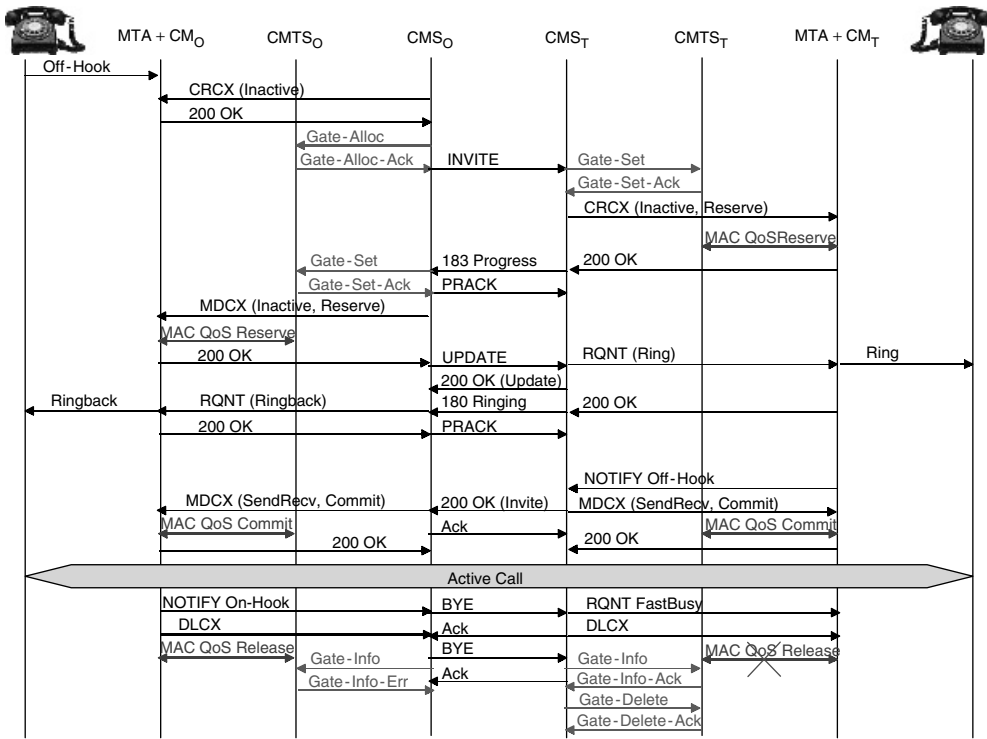 MTA + CMO CMTSO CMSO CMST CMTST MTA + CMT
Off-Hook
CRCX (Inactive)
200 OK
Gate-Alloc
Gate-Alloc-Ack INVITE Gate-Set
Gate-Set-Ack
CRCX (Inactive, Reserve)
MAC QoSReserve
Gate-Set 183 Progress 200 OK
Gate-Set-Ack PRACK
MDCX (Inactive, Reserve)
MAC QoS Reserve
200 OK UPDATE RQNT (Ring) Ring
200 OK (Update)
Ringback RQNT (Ringback) 180 Ringing 200 OK
200 OK PRACK
NOTIFY Off-Hook
MDCX (SendRecv, Commit) 200 OK (Invite) MDCX (SendRecv, Commit)
MAC QoS Commit Ack MAC QoS Commit
200 OK 200 OK
Active Call
NOTIFY On-Hook BYE RQNT FastBusy
DLCX Ack DLCX
MAC QoS Release BYE MAC QoS Release
Gate-Info Gate-Info
Gate-Info-Err Ack Gate-Info-Ack
Gate-Delete
Gate-Delete-Ack